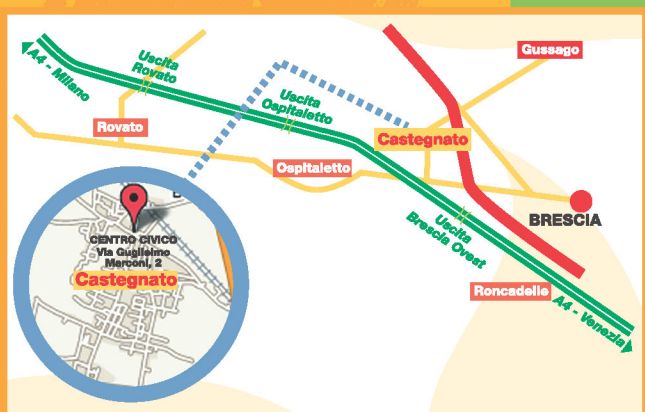 A4 - Milano
Uscita
Rovato
Uscita
Ospitaletto
Gussago
Rovato
Castegnato
Ospitaletto
CENTRO CIVICO
Via Guglielmo
Marconi, 2
Castegnato
Uscita
Brescia Ovest
BRESCIA
Roncadelle
A4 - Venezia